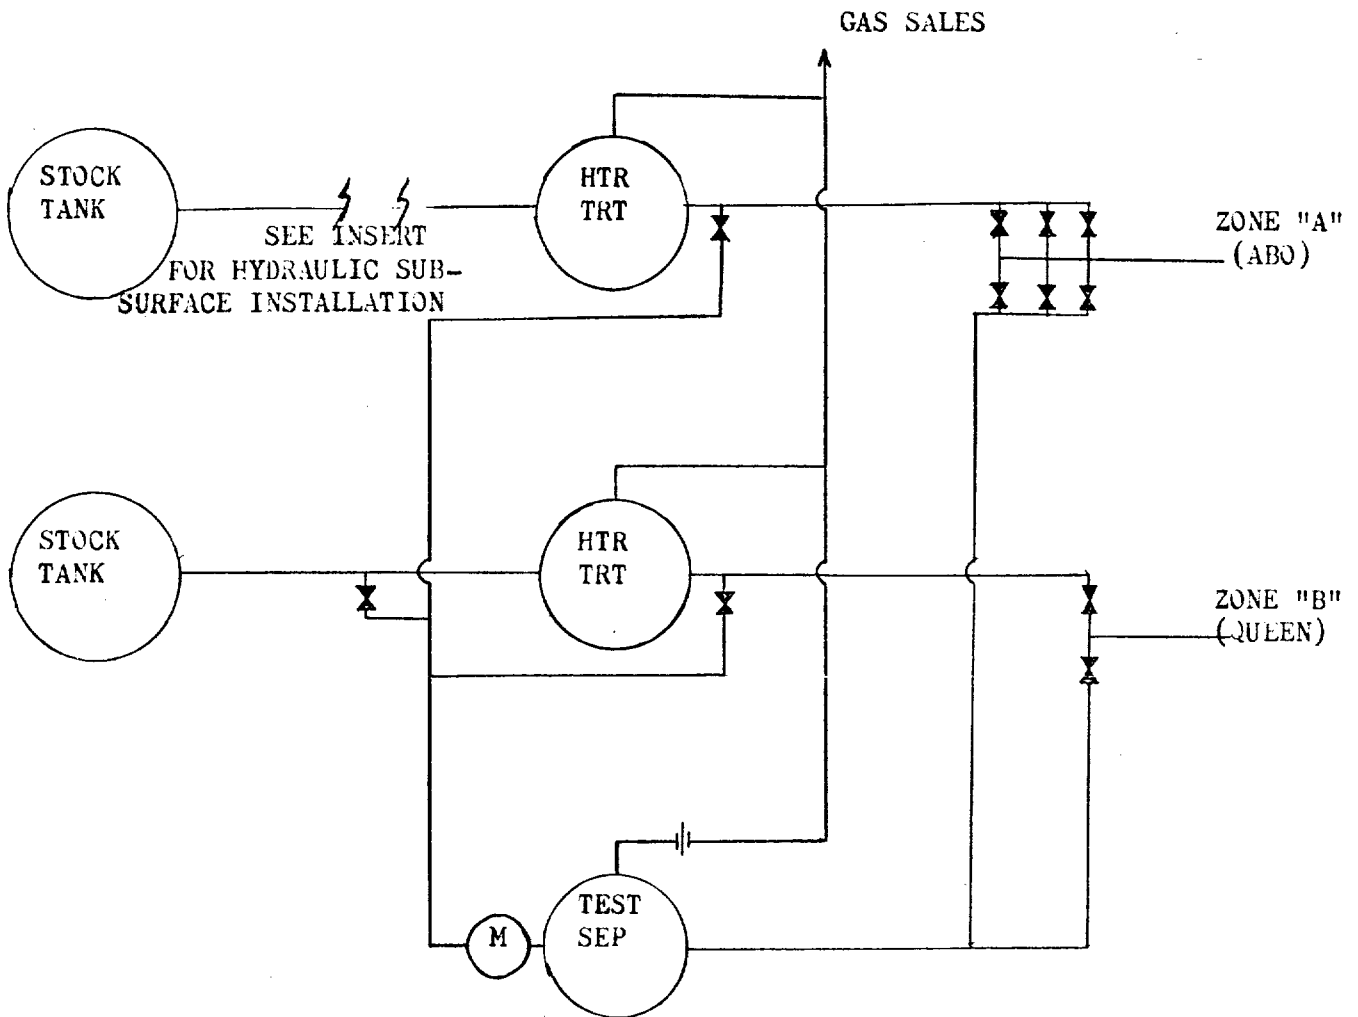 GAS SALES
STOCK
TANK
HTR
TRT
ZONE "A"
(ABO)
SEE INSERT
FOR HYDRAULIC SUB-
SURFACE INSTALLATION
STOCK
TANK
HTR
TRT
ZONE "B"
(QUEEN)
TEST
SEP
M